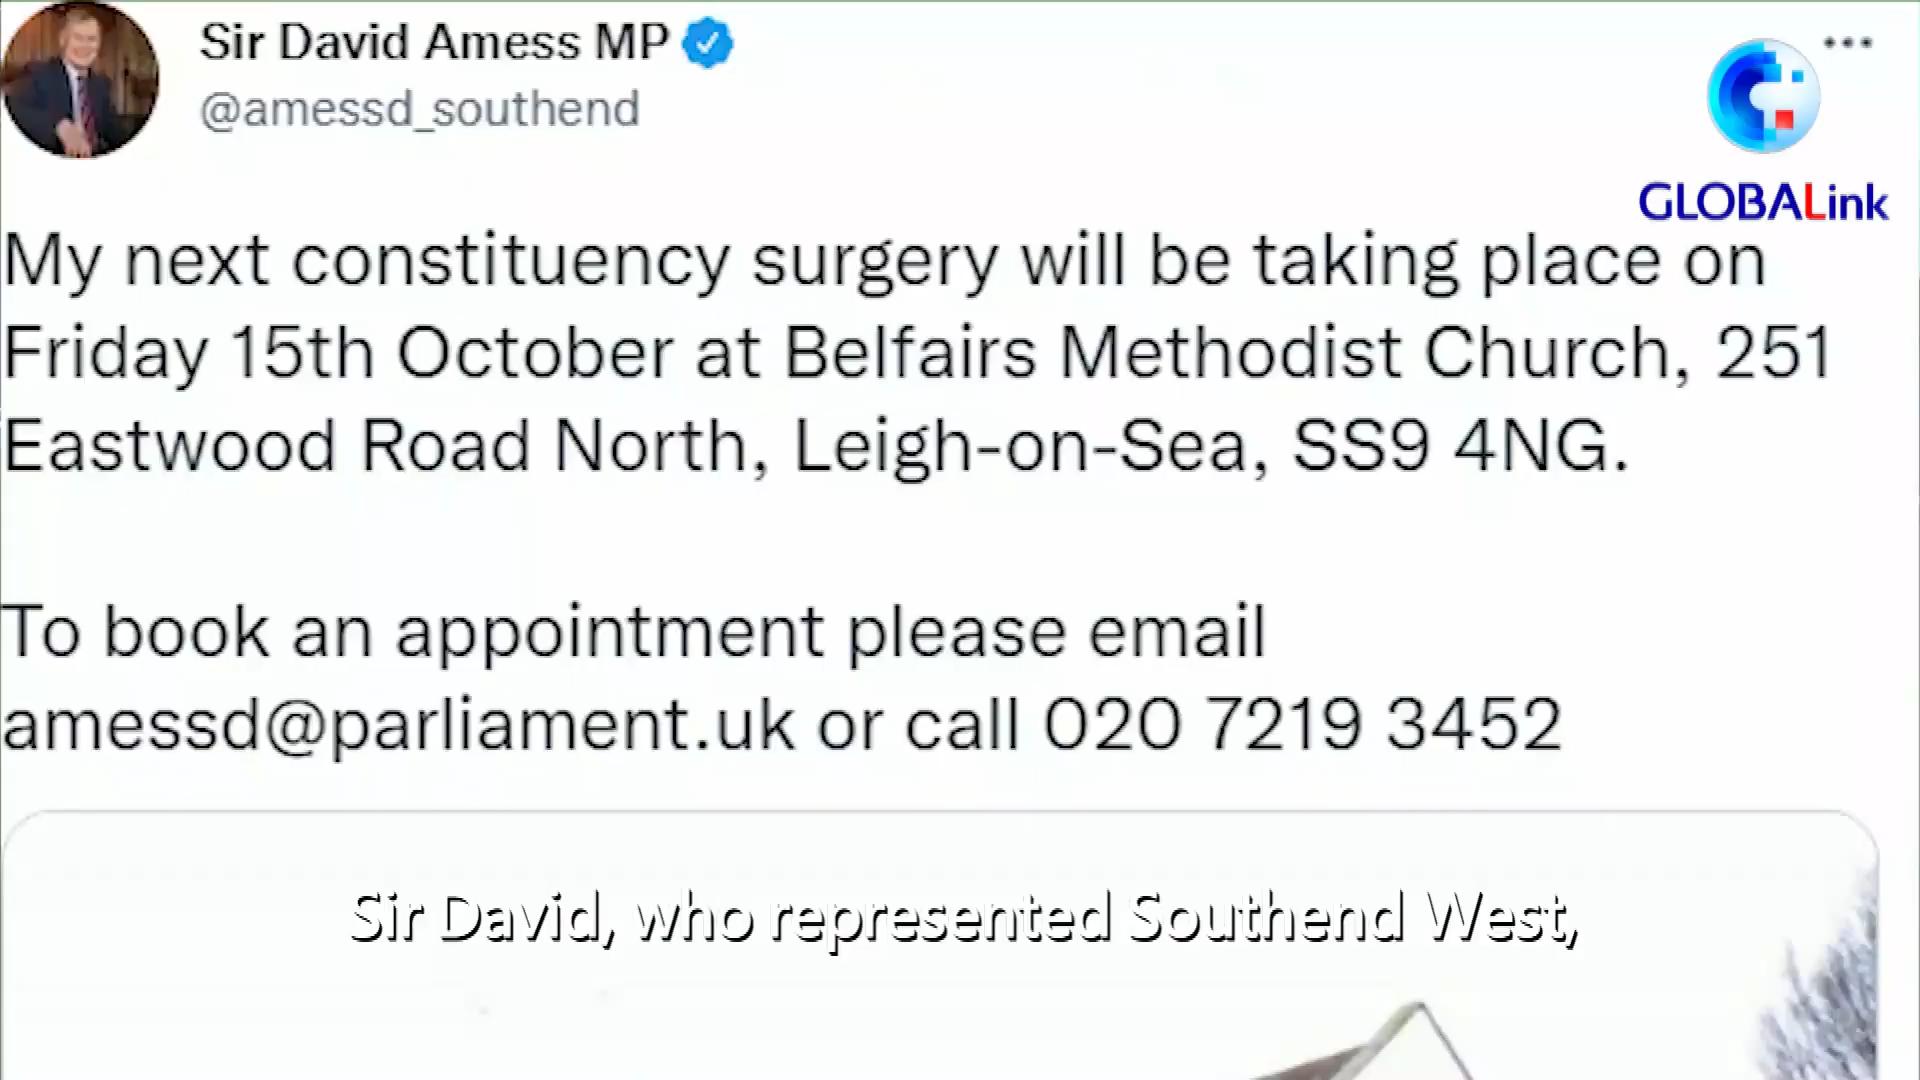 Sir David Amess MP
@amessd_southend
GLOBALink
My next constituency surgery will be taking place on
Friday 15th October at Belfairs Methodist Church, 251
Eastwood Road North, Leigh-on-Sea, SS9 4NG.
To book an appointment please email
amessd@parliament.uk or call 020 7219 3452
Sir David, who represented Southend West,